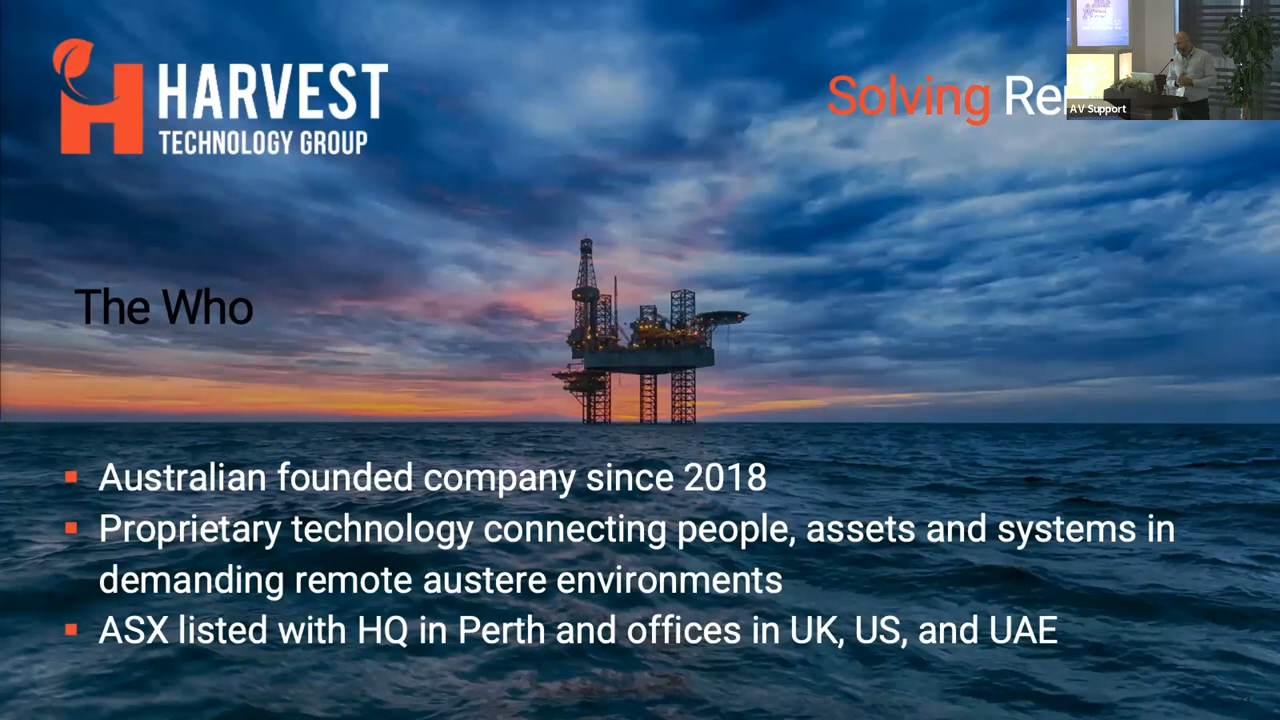 HARVEST
TECHNOLOGY GROUP
Solving
AV Support
The Who
Australian founded company since 2018
Proprietary technology connecting people, assets and systems in
demanding remote austere environments
ASX listed with HQ in Perth and offices in UK, US, and UAE